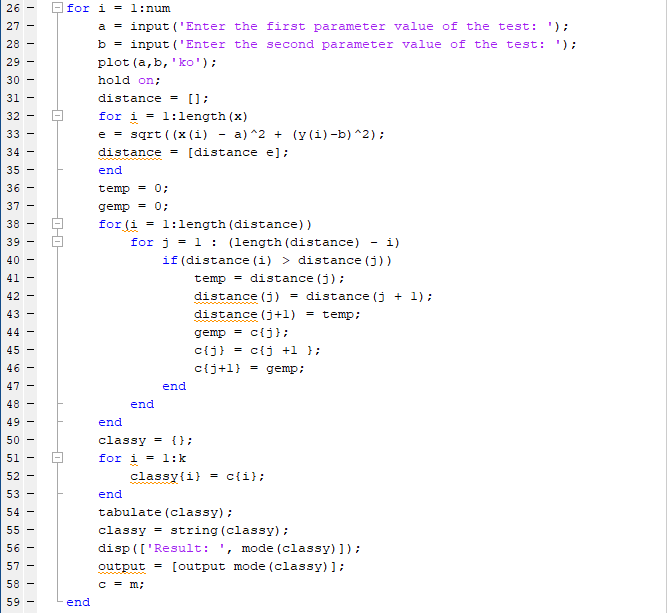 26 – for i = 1:num
27 – a = input('Enter the first parameter value of the test: ');
28 – b = input('Enter the second parameter value of the test: ');
29 – plot(a,b,'ko');
30 – hold on;
31 – distance = [];
32 – for i = 1:length(x)
33 – e = sqrt((x(i) - a)^2 + (y(i)-b)^2);
34 – distance = [distance e];
35 – end
36 – temp = 0;
37 – gemp = 0;
38 – for(i = 1:length(distance))
39 – for j = 1 : (length(distance) - i)
40 – if(distance(i) > distance(j))
41 – temp = distance(j);
42 – distance(j) = distance(j + 1);
43 – distance(j+1) = temp;
44 – gemp = c{j};
45 – c{j} = c{j +1 };
46 – c{j+1} = gemp;
47 – end
48 – end
49 – end
50 – classy = {};
51 – for i = 1:k
52 – classy{i} = c{i};
53 – end
54 – tabulate(classy);
55 – classy = string(classy);
56 – disp(['Result: ', mode(classy)]);
57 – output = [output mode(classy)];
58 – c = m;
59 – end